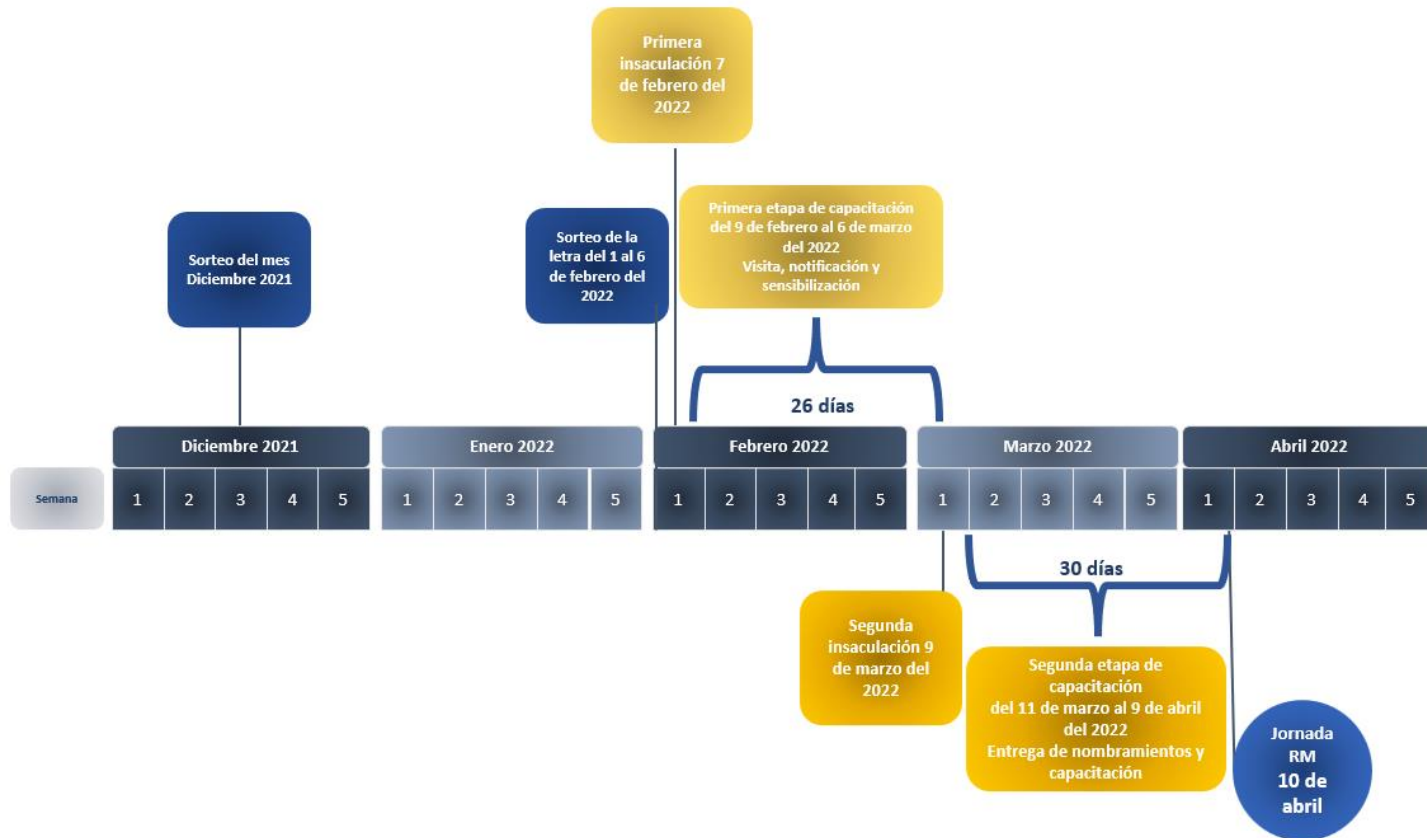 Primera
insaculación 7
de febrero del
2022
Primera etapa de capacitación
del 9 de febrero al 6 de marzo
del 2022
Visita, notificación y
sensibilización
Sorteo del mes
Diciembre 2021
Sorteo de la
letra del 1 al 6
de febrero del
2022
26 días
Diciembre 2021
Enero 2022
Febrero 2022
Marzo 2022
Abril 2022
Semana
1 2 3 4 5
1 2 3 4 5
1 2 3 4 5
1 2 3 4 5
1 2 3 4 5
30 días
Segunda
insaculación 9
de marzo del
2022
Segunda etapa de
capacitación
del 11 de marzo al 9 de abril
del 2022
Entrega de nombramientos y
capacitación
Jornada
RM
10 de
abril